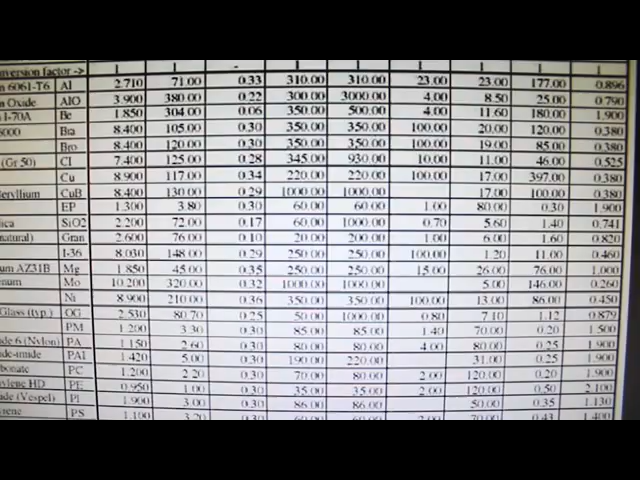 nversion factor -> 1 1 - 1 1 1 1 1 1
n 6061-T6 Al 2.710 71.00 0.33 310.00 310.00 23.00 23.00 177.00 0.896
n Oxide AlO 3.900 380.00 0.22 300.00 3000.00 4.00 8.50 25.00 0.790
I-70A Be 1.850 304.00 0.06 350.00 500.00 4.00 11.60 180.00 1.900
6000 Bra 8.400 105.00 0.30 350.00 350.00 100.00 20.00 120.00 0.380
Bro 8.400 120.00 0.30 350.00 350.00 100.00 19.00 85.00 0.380
(Gr 50) CI 7.400 125.00 0.28 345.00 930.00 10.00 11.00 46.00 0.525
Cu 8.900 117.00 0.34 220.00 220.00 100.00 17.00 397.00 0.380
eryllium CuB 8.400 130.00 0.29 1000.00 1000.00 17.00 100.00 0.380
EP 1.300 3.80 0.30 60.00 60.00 1.00 80.00 0.30 1.900
ica SiO2 2.200 72.00 0.17 60.00 1000.00 0.70 5.60 1.40 0.741
natural) Gran 2.600 76.00 0.10 20.00 200.00 1.00 6.00 1.60 0.820
I-36 8.030 148.00 0.29 250.00 250.00 100.00 1.20 11.00 0.460
um AZ31B Mg 1.850 45.00 0.35 250.00 250.00 15.00 26.00 76.00 1.000
enum Mo 10.200 320.00 0.32 1000.00 1000.00 5.00 146.00 0.260
Ni 8.900 210.00 0.36 350.00 350.00 100.00 13.00 86.00 0.450
Glass (typ.) OG 2.530 80.70 0.25 50.00 1000.00 0.80 7.10 1.12 0.879
PM 1.200 3.30 0.30 85.00 85.00 1.40 70.00 0.20 1.500
de 6 (Nylon) PA 1.150 2.60 0.30 80.00 80.00 4.00 80.00 0.25 1.900
de-imide PAI 1.420 5.00 0.30 190.00 220.00 31.00 0.25 1.900
bonate PC 1.200 2.20 0.30 70.00 80.00 2.00 120.00 0.20 1.900
ylene HD PE 0.950 1.00 0.30 35.00 35.00 2.00 120.00 0.50 2.100
ide (Vespel) PI 1.900 3.00 0.30 86.00 86.00 50.00 0.35 1.130
yrene PS 1.100 3.20 0.30 60.00 60.00 2.00 70.00 0.43 1.400